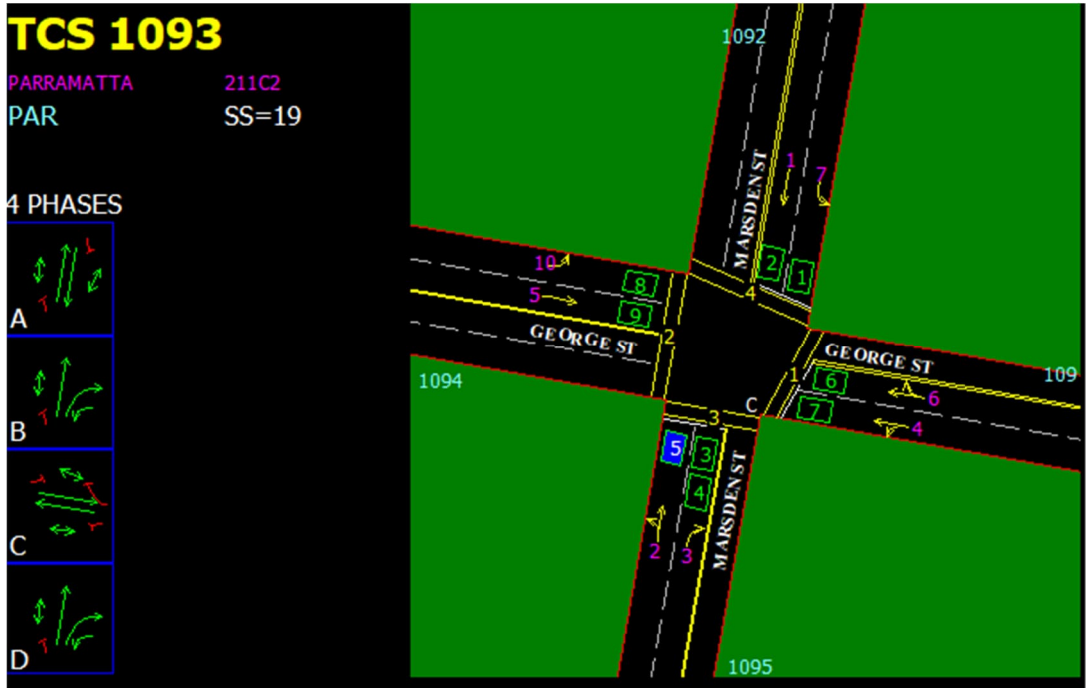 TCS 1093
PARRAMATTA 211C2
PAR SS=19
4 PHASES
A
B
C
D
1092
MARSDEN ST
1
7
2
1
4
10
8
5
9
2
GEORGE ST
1094
GEORGE ST
109
1
6
6
7
4
C
3
5
3
4
MARSDEN ST
2
3
1095